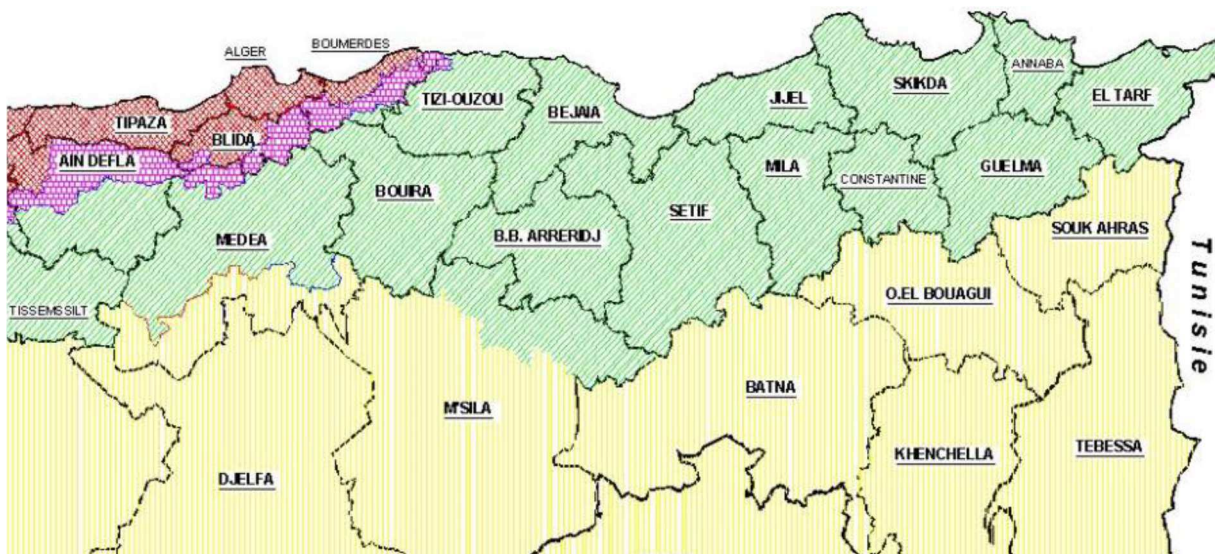 ALGER
BOUMERDES
TIPAZA
BLIDA
TIZI-OUZOU
BEJAIA
JIJEL
SKIKDA
ANNABA
EL TARF
AIN DEFLA
BOUIRA
MILA
CONSTANTINE
GUELMA
MEDEA
B.B. ARRERIDJ
SETIF
SOUK AHRAS
TISSEMSSILT
O.EL BOUAGUI
Tunisie
M'SILA
BATNA
DJELFA
KHENCHELLA
TEBESSA